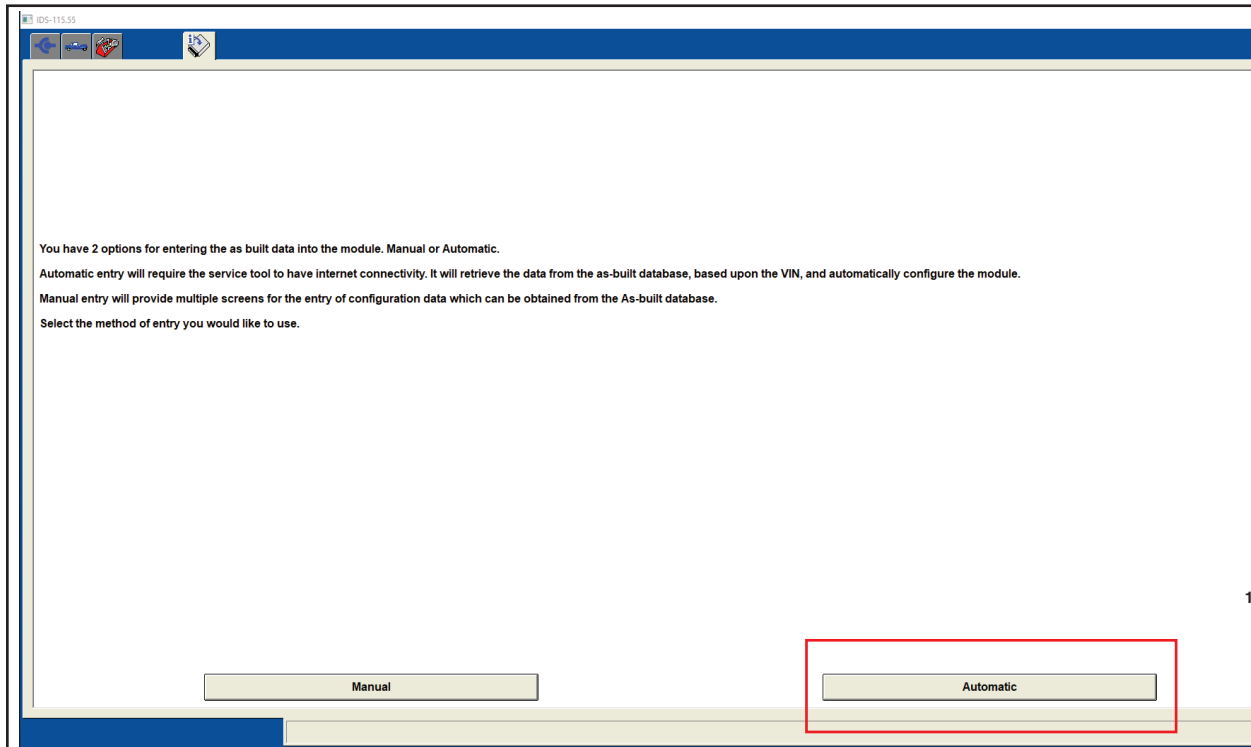 IDS-115.55
You have 2 options for entering the as built data into the module. Manual or Automatic.
Automatic entry will require the service tool to have internet connectivity. It will retrieve the data from the as-built database, based upon the VIN, and automatically configure the module.
Manual entry will provide multiple screens for the entry of configuration data which can be obtained from the As-built database.
Select the method of entry you would like to use.
1
Manual
Automatic